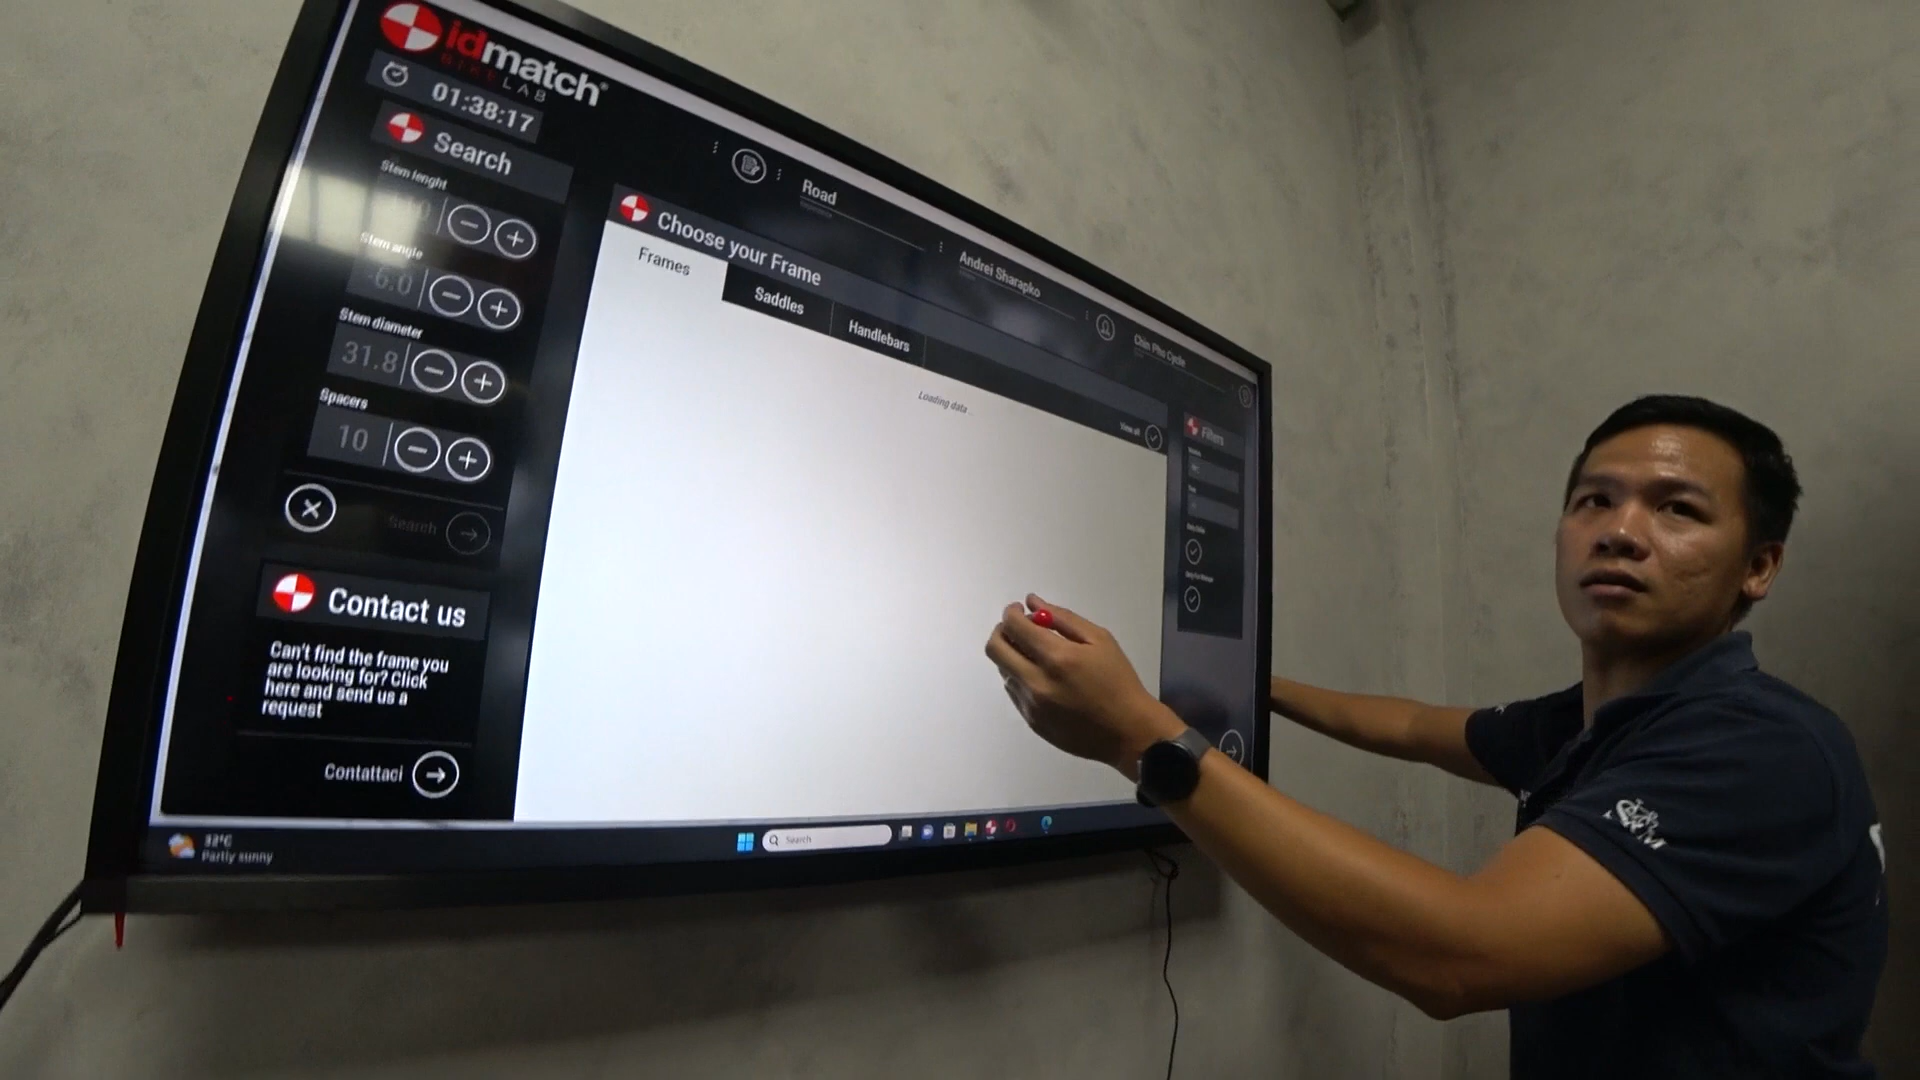 idmatch
BIKE LAB
01:38:17
Search
Stem lenght
Stem angle
-6.0
Stem diameter
31.8
Spacers
10
Search
Contact us
Can't find the frame you
are looking for? Click
here and send us a
request
Contattaci
Road
Andrei Sharapko
Chin Pho Cycle
Choose your Frame
Frames
Saddles
Handlebars
Loading data
View all
Filters
32°C
Partly sunny
Search